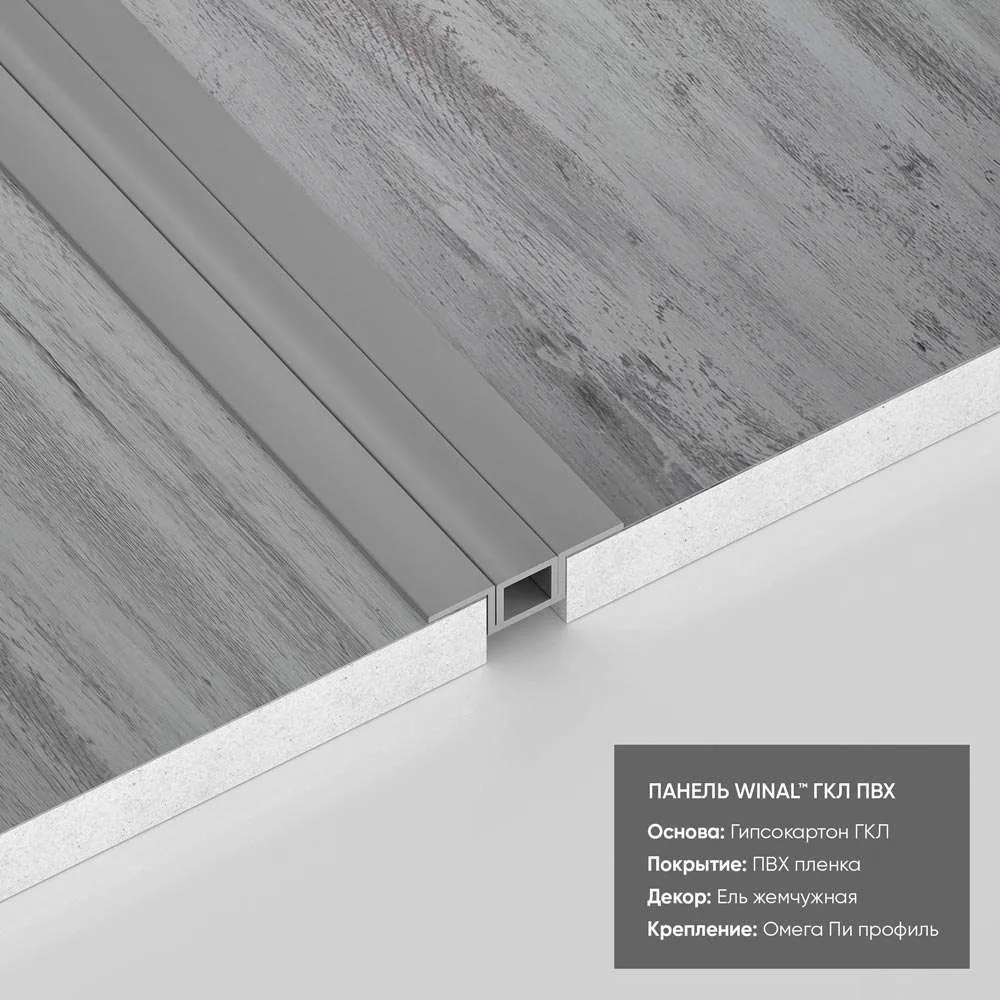 ПАНЕЛЬ WINAL™ ГКЛ ПВХ
Основа: Гипсокартон ГКЛ
Покрытие: ПВХ пленка
Декор: Ель жемчужная
Крепление: Омега Пи профиль